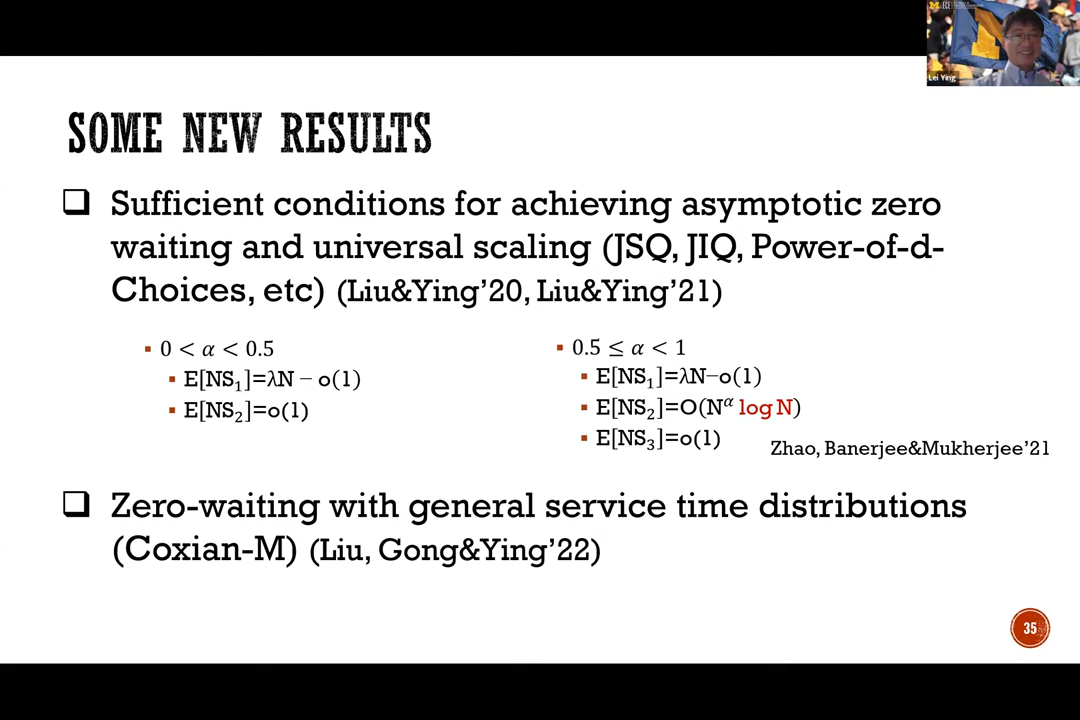 M ECE
Lei Ying
SOME NEW RESULTS
❑ Sufficient conditions for achieving asymptotic zero
waiting and universal scaling (JSQ, JIQ, Power-of-d-
Choices, etc) (Liu&Ying’20, Liu&Ying’21)
▪ 0 < α < 0.5
▪ E[NS₁]=λN − o(1)
▪ E[NS₂]=o(1)
▪ 0.5 ≤ α < 1
▪ E[NS₁]=λN−o(1)
▪ E[NS₂]=O(N^α log N)
▪ E[NS₃]=o(1)
Zhao, Banerjee&Mukherjee’21
❑ Zero-waiting with general service time distributions
(Coxian-M) (Liu, Gong&Ying’22)
35